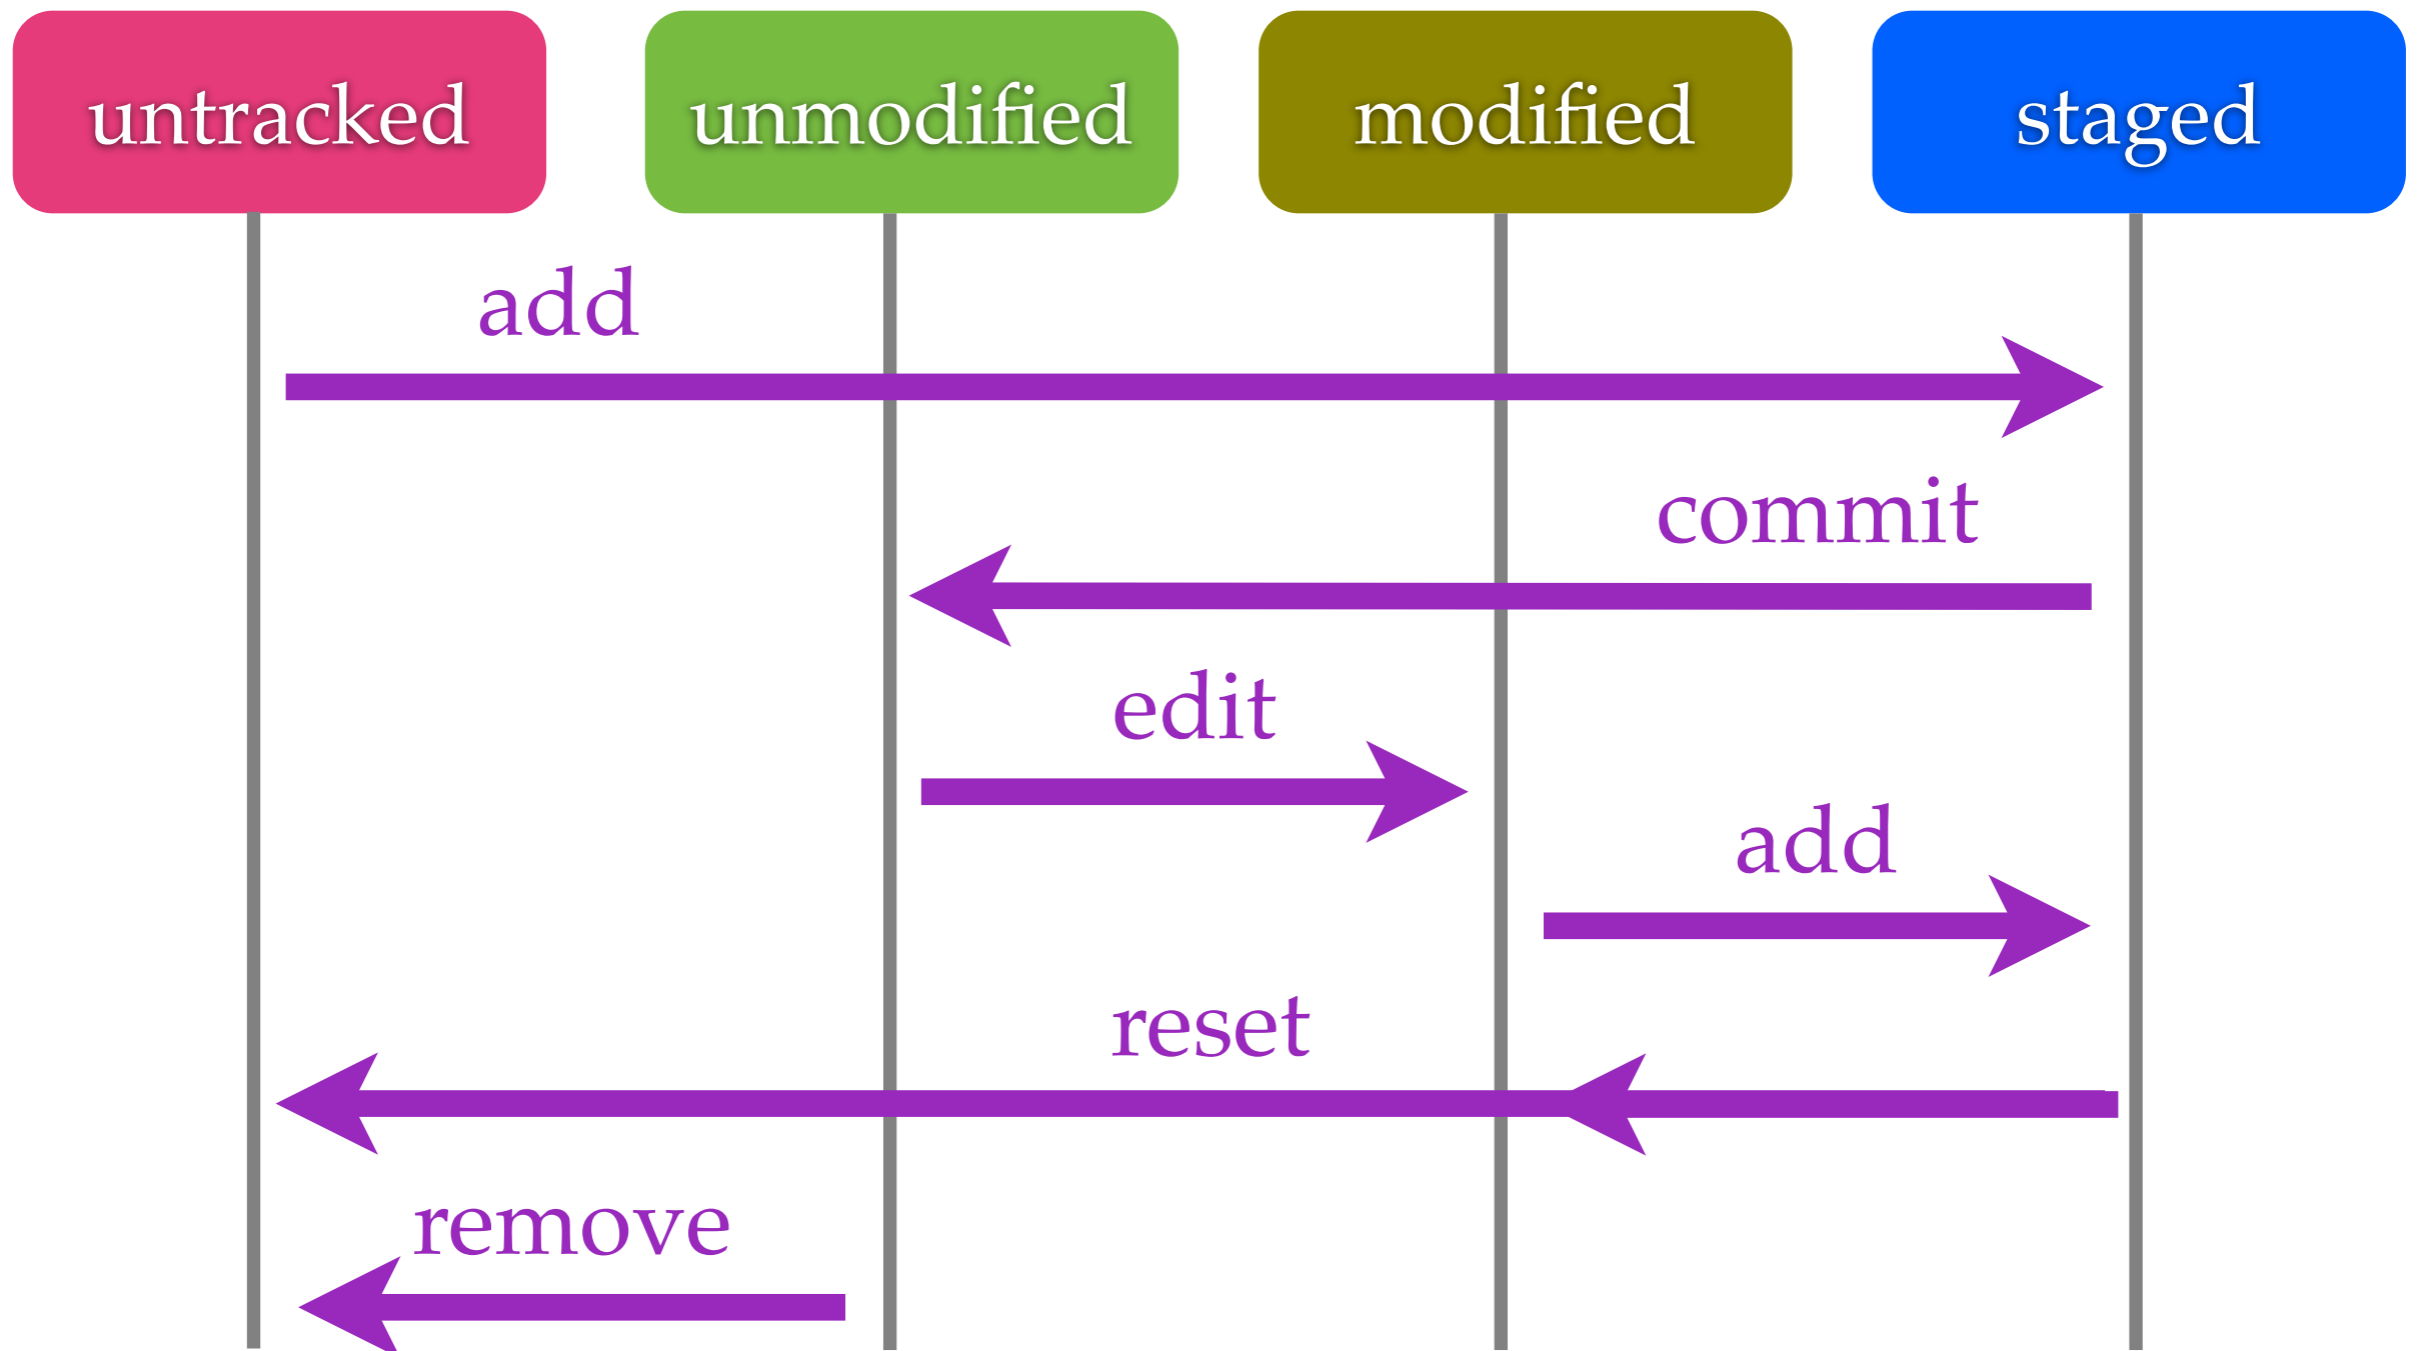 untracked
unmodified
modified
staged
add
commit
edit
add
reset
remove